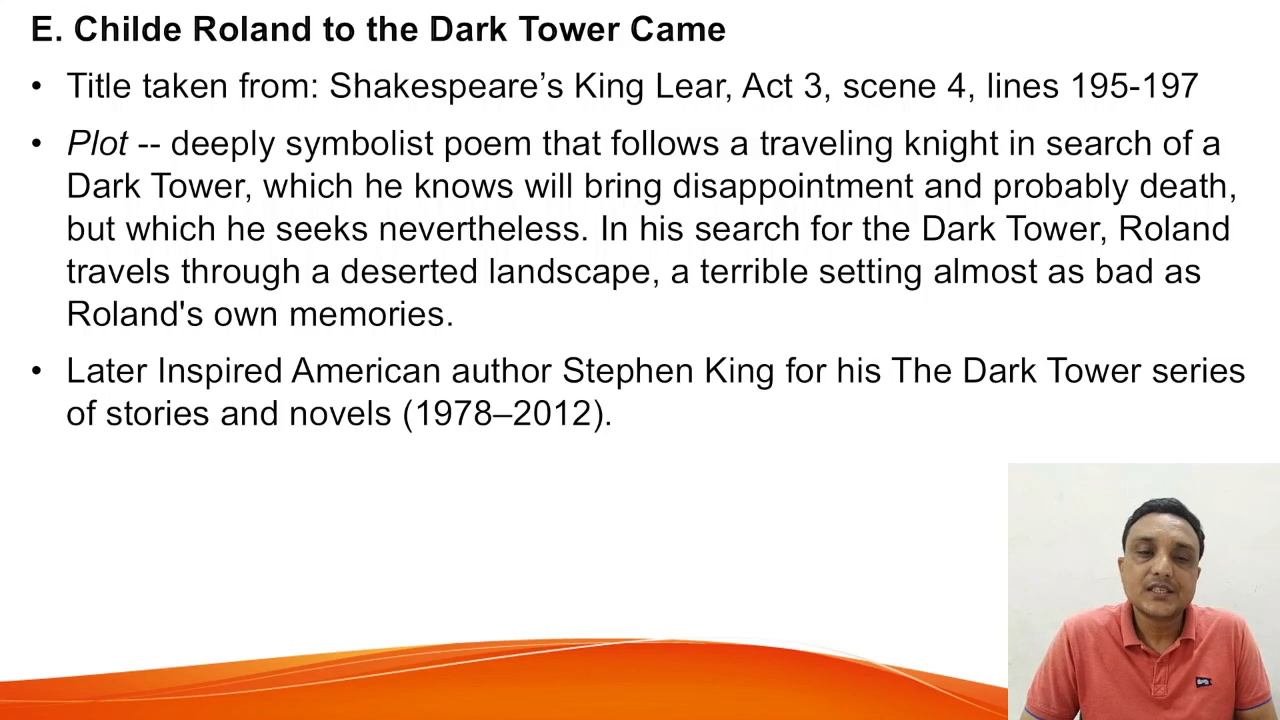 E. Childe Roland to the Dark Tower Came
• Title taken from: Shakespeare’s King Lear, Act 3, scene 4, lines 195-197
• Plot -- deeply symbolist poem that follows a traveling knight in search of a
Dark Tower, which he knows will bring disappointment and probably death,
but which he seeks nevertheless. In his search for the Dark Tower, Roland
travels through a deserted landscape, a terrible setting almost as bad as
Roland's own memories.
• Later Inspired American author Stephen King for his The Dark Tower series
of stories and novels (1978–2012).